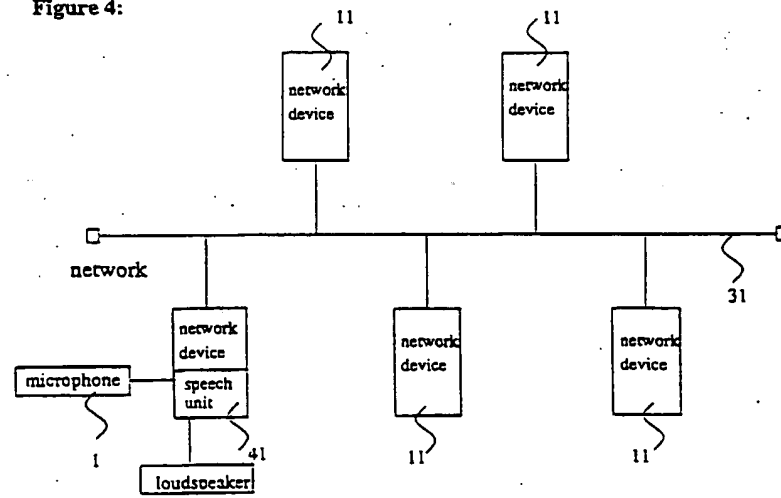 Figure 4:
11
11
network
device
network
device
network
31
network
device
network
device
network
device
microphone
speech
unit
1
41
11
11
loudspeaker